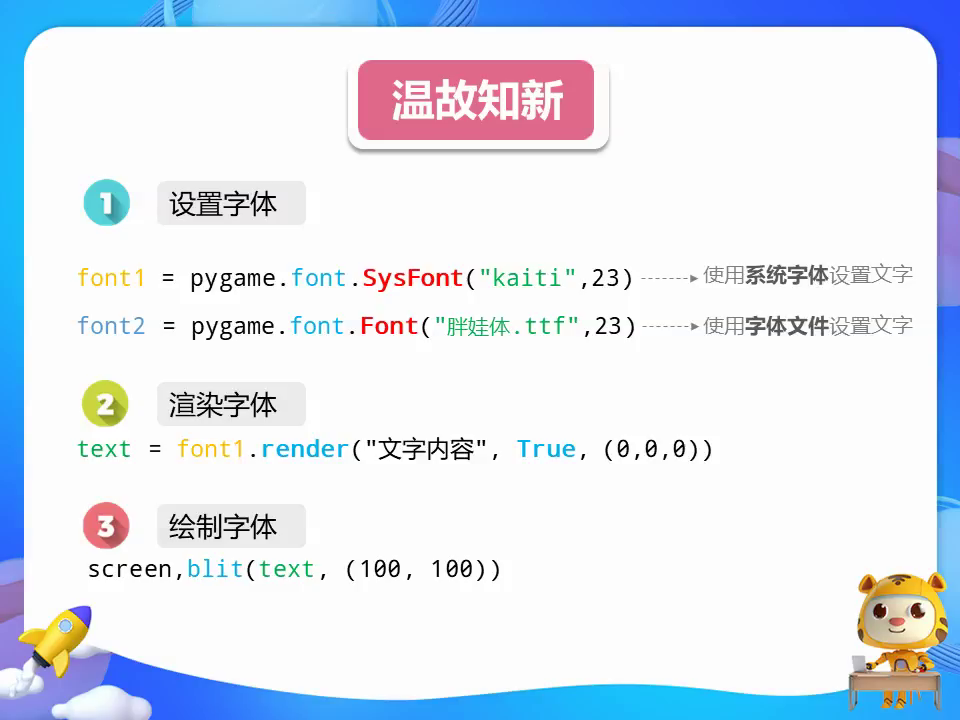 温故知新
1 设置字体
font1 = pygame.font.SysFont("kaiti",23) 使用系统字体设置文字
font2 = pygame.font.Font("胖娃体.ttf",23) 使用字体文件设置文字
2 渲染字体
text = font1.render("文字内容", True, (0,0,0))
3 绘制字体
screen,blit(text, (100, 100))